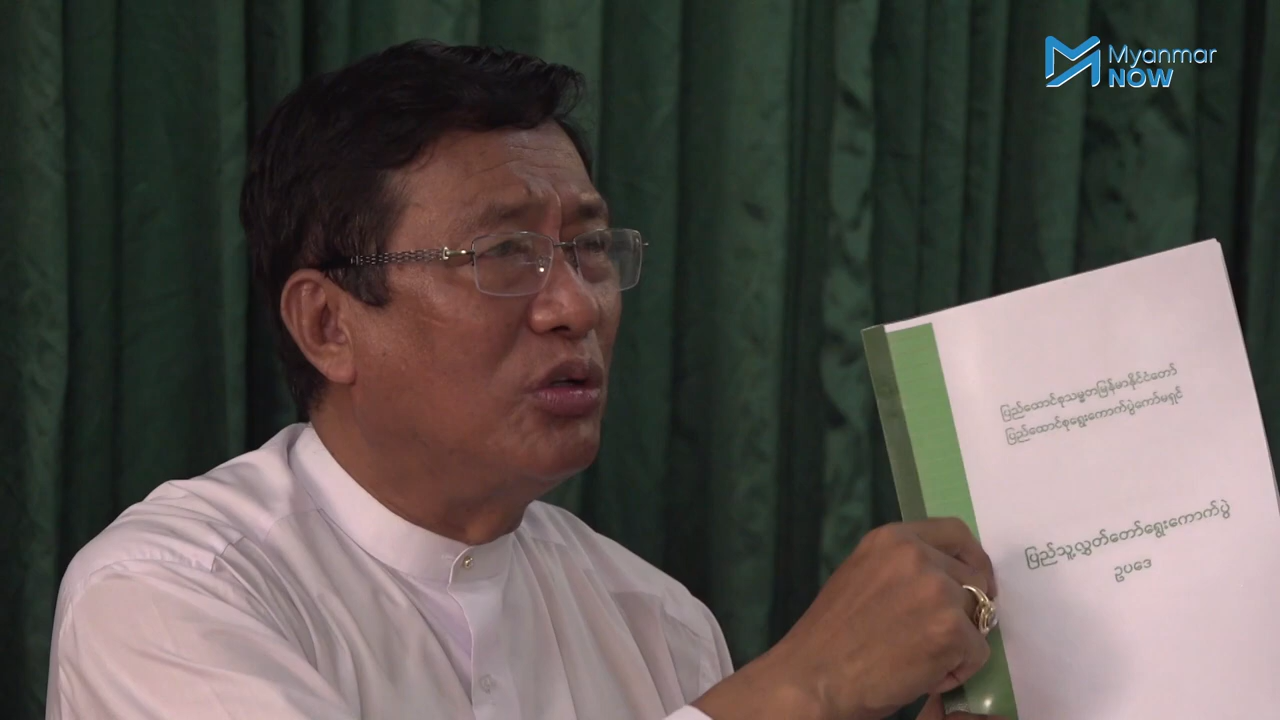 Myanmar
NOW
ပြည်ထောင်စုသမ္မတမြန်မာနိုင်ငံတော်
ပြည်ထောင်စုရွေးကောက်ပွဲကော်မရှင်
ပြည်သူ့လွှတ်တော်ရွေးကောက်ပွဲ
ဥပဒေ